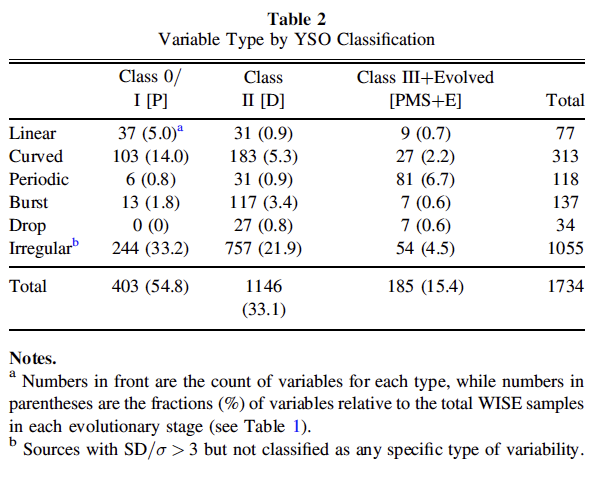 Table 2
Variable Type by YSO Classification
Class 0/ Class Class III+Evolved
I [P] II [D] [PMS+E] Total
Linear 37 (5.0)a 31 (0.9) 9 (0.7) 77
Curved 103 (14.0) 183 (5.3) 27 (2.2) 313
Periodic 6 (0.8) 31 (0.9) 81 (6.7) 118
Burst 13 (1.8) 117 (3.4) 7 (0.6) 137
Drop 0 (0) 27 (0.8) 7 (0.6) 34
Irregularb 244 (33.2) 757 (21.9) 54 (4.5) 1055
Total 403 (54.8) 1146 185 (15.4) 1734
(33.1)
Notes.
a Numbers in front are the count of variables for each type, while numbers in
parentheses are the fractions (%) of variables relative to the total WISE samples
in each evolutionary stage (see Table 1).
b Sources with SD/σ > 3 but not classified as any specific type of variability.